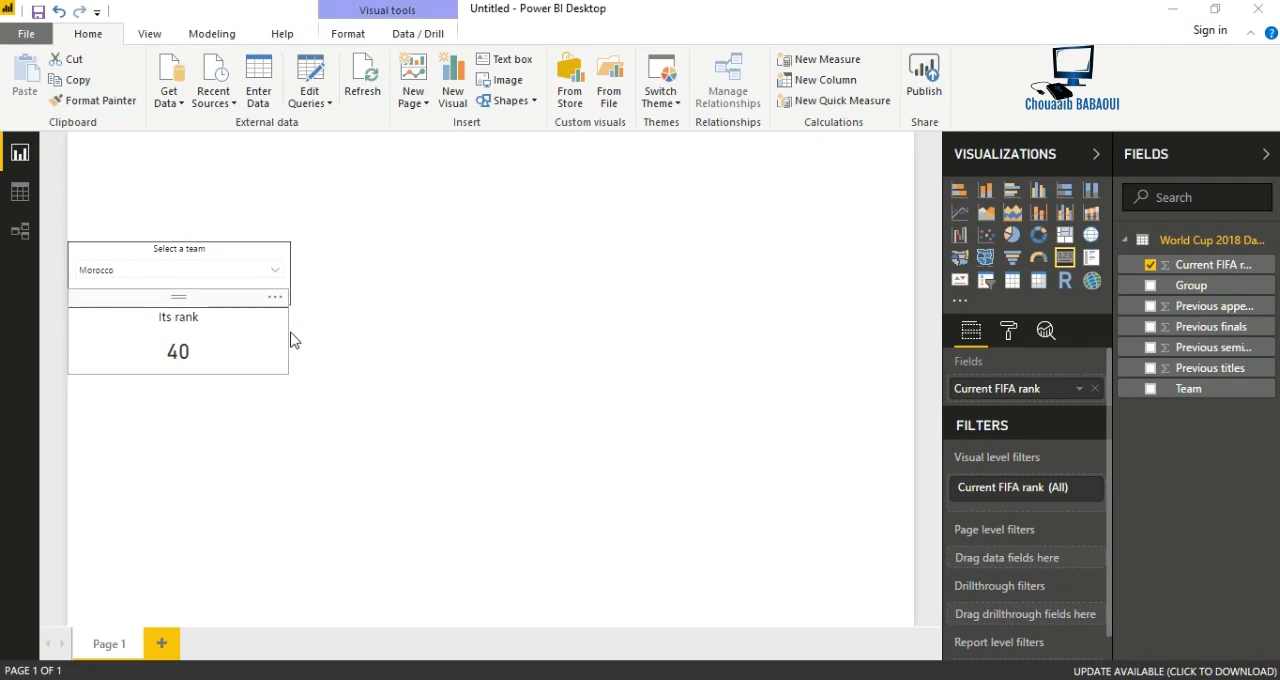 Visual tools
Untitled - Power BI Desktop
File
Home
View
Modeling
Help
Format
Data / Drill
Sign in
Paste
Cut
Copy
Format Painter
Clipboard
Get Data
Recent Sources
Enter Data
Edit Queries
Refresh
External data
New Page
New Visual
Text box
Image
Shapes
Insert
From Store
From File
Custom visuals
Switch Theme
Themes
Manage Relationships
Relationships
New Measure
New Column
New Quick Measure
Calculations
Publish
Share
Chouaaib BABAOUI
Select a team
Morocco
Its rank
40
VISUALIZATIONS
R
Fields
Current FIFA rank
FILTERS
Visual level filters
Current FIFA rank (All)
Page level filters
Drag data fields here
Drillthrough filters
Drag drillthrough fields here
Report level filters
FIELDS
Search
World Cup 2018 Da...
Current FIFA r...
Group
Previous appe...
Previous finals
Previous semi...
Previous titles
Team
Page 1
PAGE 1 OF 1
UPDATE AVAILABLE (CLICK TO DOWNLOAD)